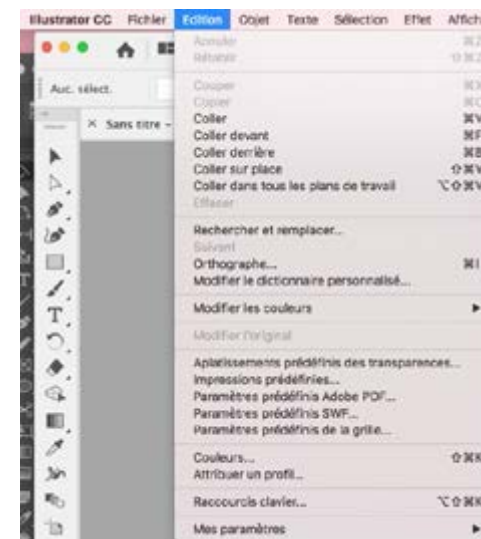 Illustrator CC Fichier Edition Objet Texte Sélection Effet Affich
Annuler ⌘Z
Rétablir ⇧⌘Z
Auc. sélect.
Couper ⌘X
Copier ⌘C
× Sans titre -
Coller ⌘V
Coller devant ⌘F
Coller derrière ⌘B
Coller sur place ⇧⌘V
Coller dans tous les plans de travail ⌥⇧⌘V
Effacer
Rechercher et remplacer...
Suivant
Orthographe... ⌘I
Modifier le dictionnaire personnalisé...
Modifier les couleurs
Modifier l'original
Aplatissements prédéfinis des transparences...
Impressions prédéfinies...
Paramètres prédéfinis Adobe PDF...
Paramètres prédéfinis SWF...
Paramètres prédéfinis de la grille...
Couleurs... ⇧⌘K
Attribuer un profil...
Raccourcis clavier... ⌥⇧⌘K
Mes paramètres